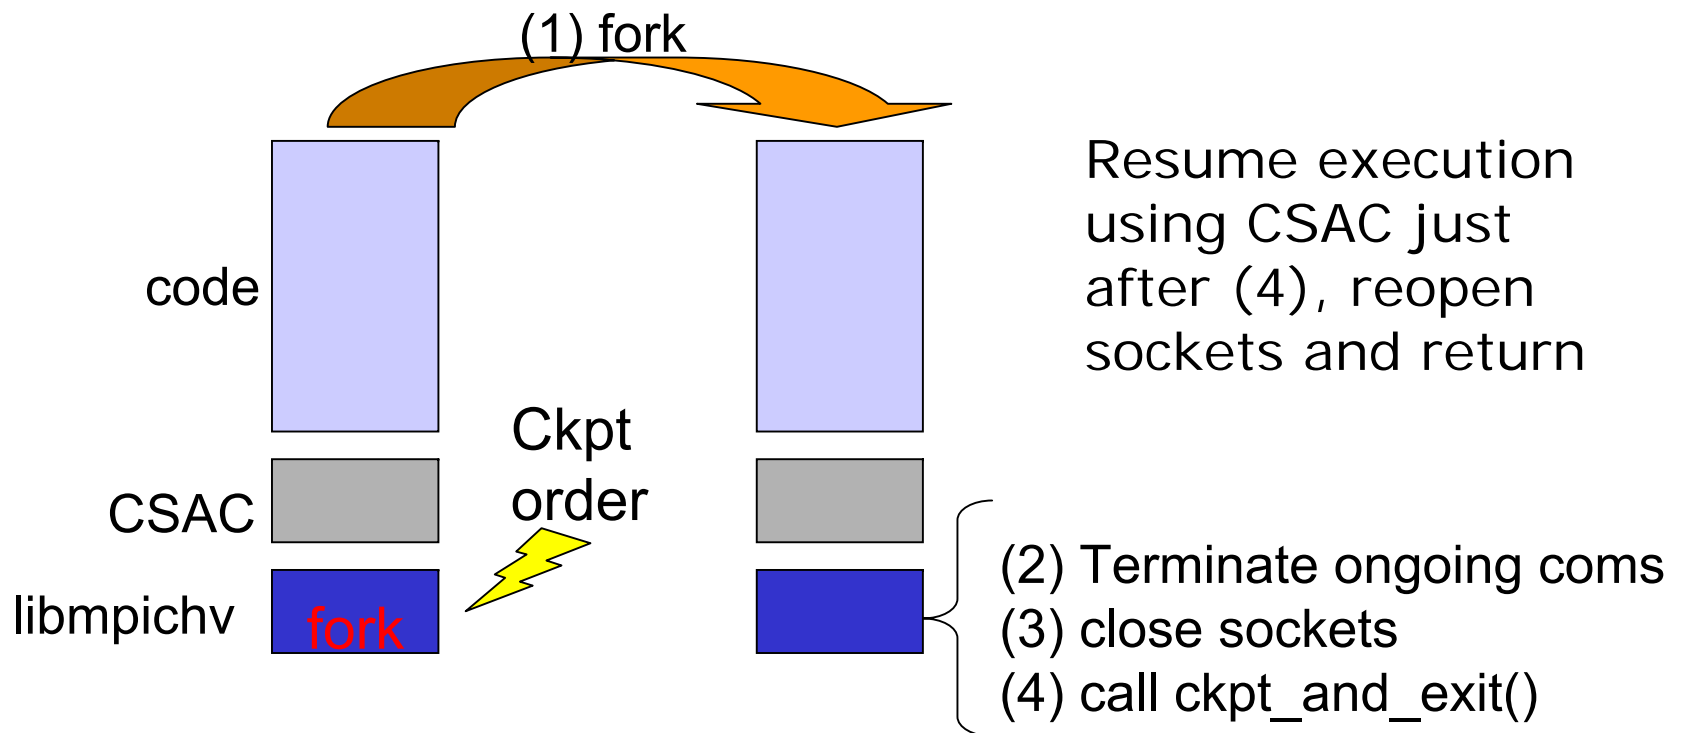 (1) fork
Resume execution
using CSAC just
after (4), reopen
sockets and return
code
Ckpt
order
CSAC
libmpichv
fork
(2) Terminate ongoing coms
(3) close sockets
(4) call ckpt_and_exit()